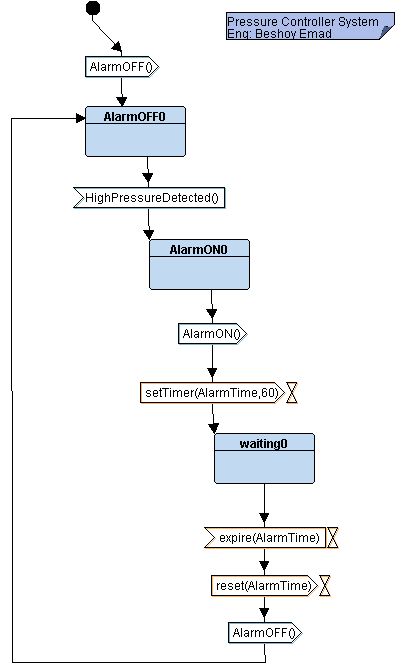 Pressure Controller System
Eng: Beshoy Emad
AlarmOFF()
AlarmOFF0
HighPressureDetected()
AlarmON0
AlarmON()
setTimer(AlarmTime,60)
waiting0
expire(AlarmTime)
reset(AlarmTime)
AlarmOFF()